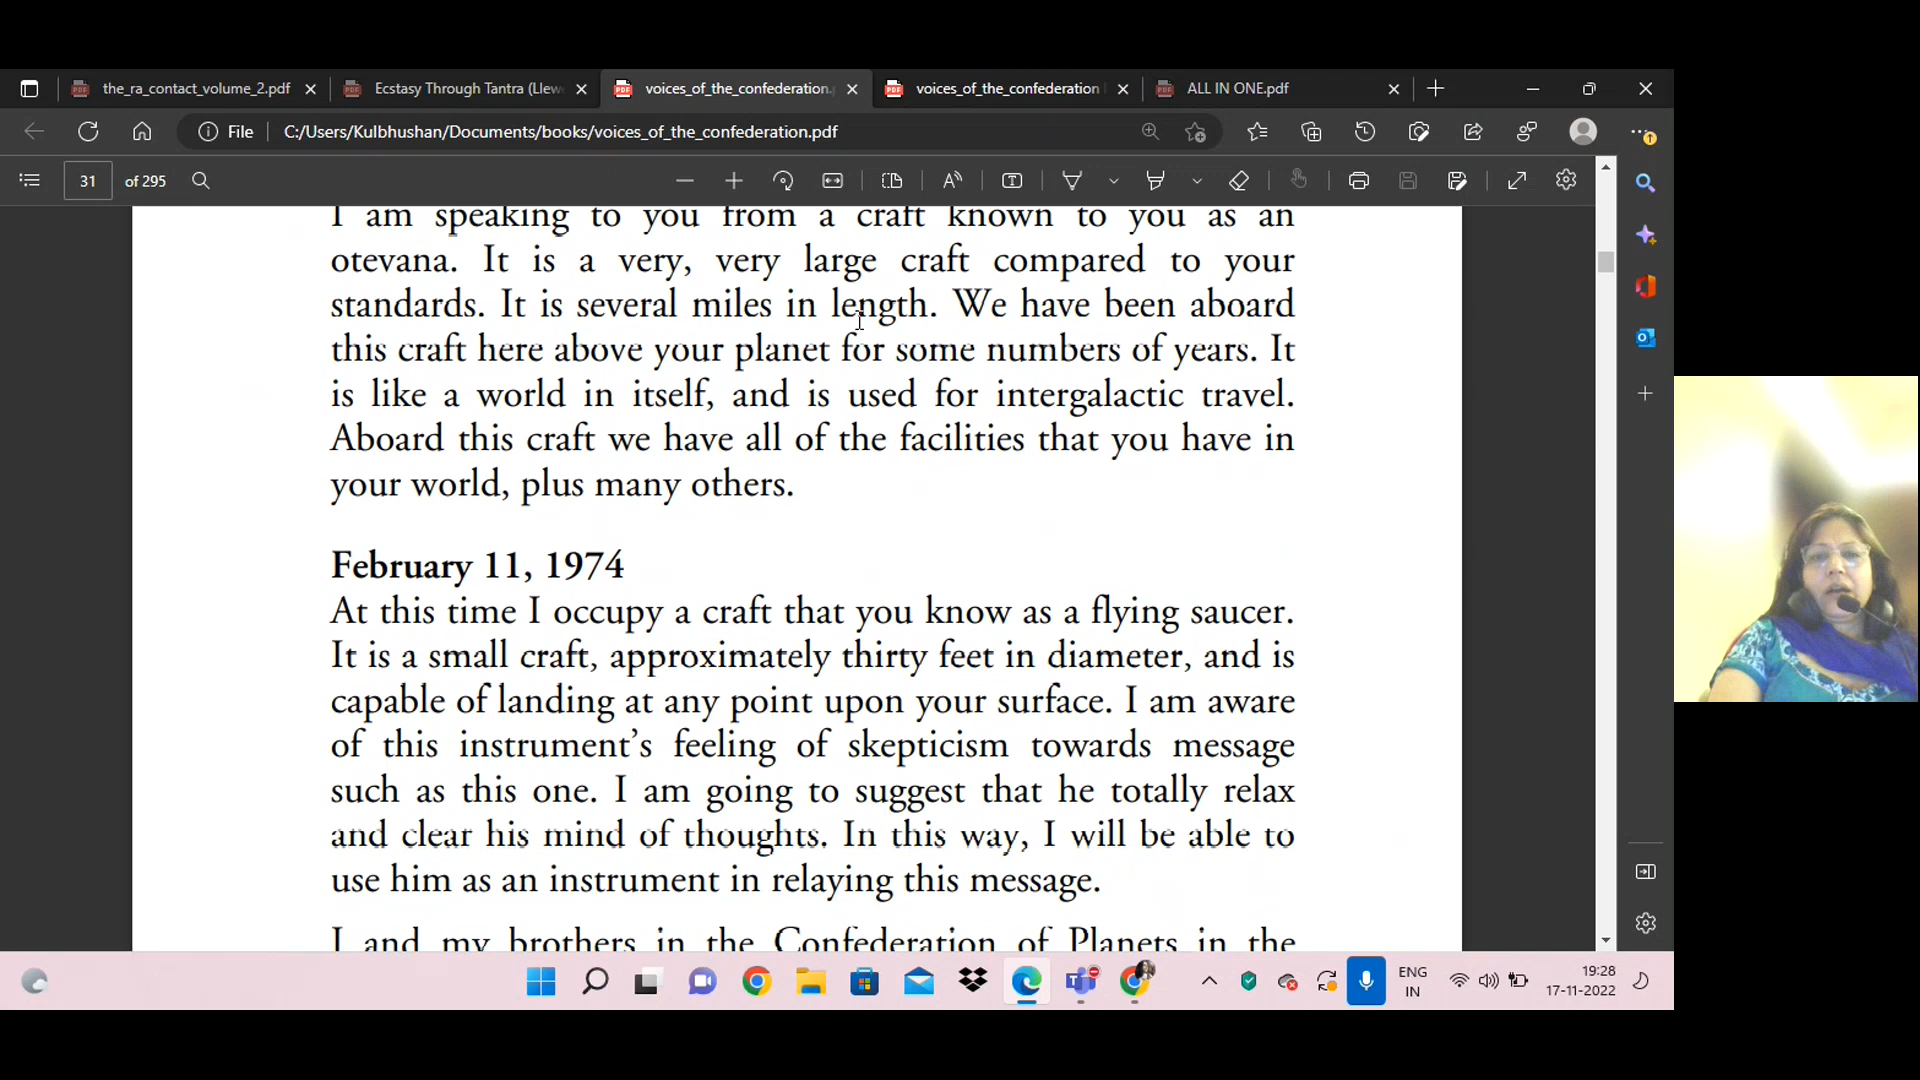 the_ra_contact_volume_2.pdf
Ecstasy Through Tantra (Llew
voices_of_the_confederation.
voices_of_the_confederation
ALL IN ONE.pdf
File
C:/Users/Kulbhushan/Documents/books/voices_of_the_confederation.pdf
31 of 295
I am speaking to you from a craft known to you as an
otevana. It is a very, very large craft compared to your
standards. It is several miles in length. We have been aboard
this craft here above your planet for some numbers of years. It
is like a world in itself, and is used for intergalactic travel.
Aboard this craft we have all of the facilities that you have in
your world, plus many others.
February 11, 1974
At this time I occupy a craft that you know as a flying saucer.
It is a small craft, approximately thirty feet in diameter, and is
capable of landing at any point upon your surface. I am aware
of this instrument's feeling of skepticism towards message
such as this one. I am going to suggest that he totally relax
and clear his mind of thoughts. In this way, I will be able to
use him as an instrument in relaying this message.
I and my brothers in the Confederation of Planets in the
ENG
IN
19:28
17-11-2022